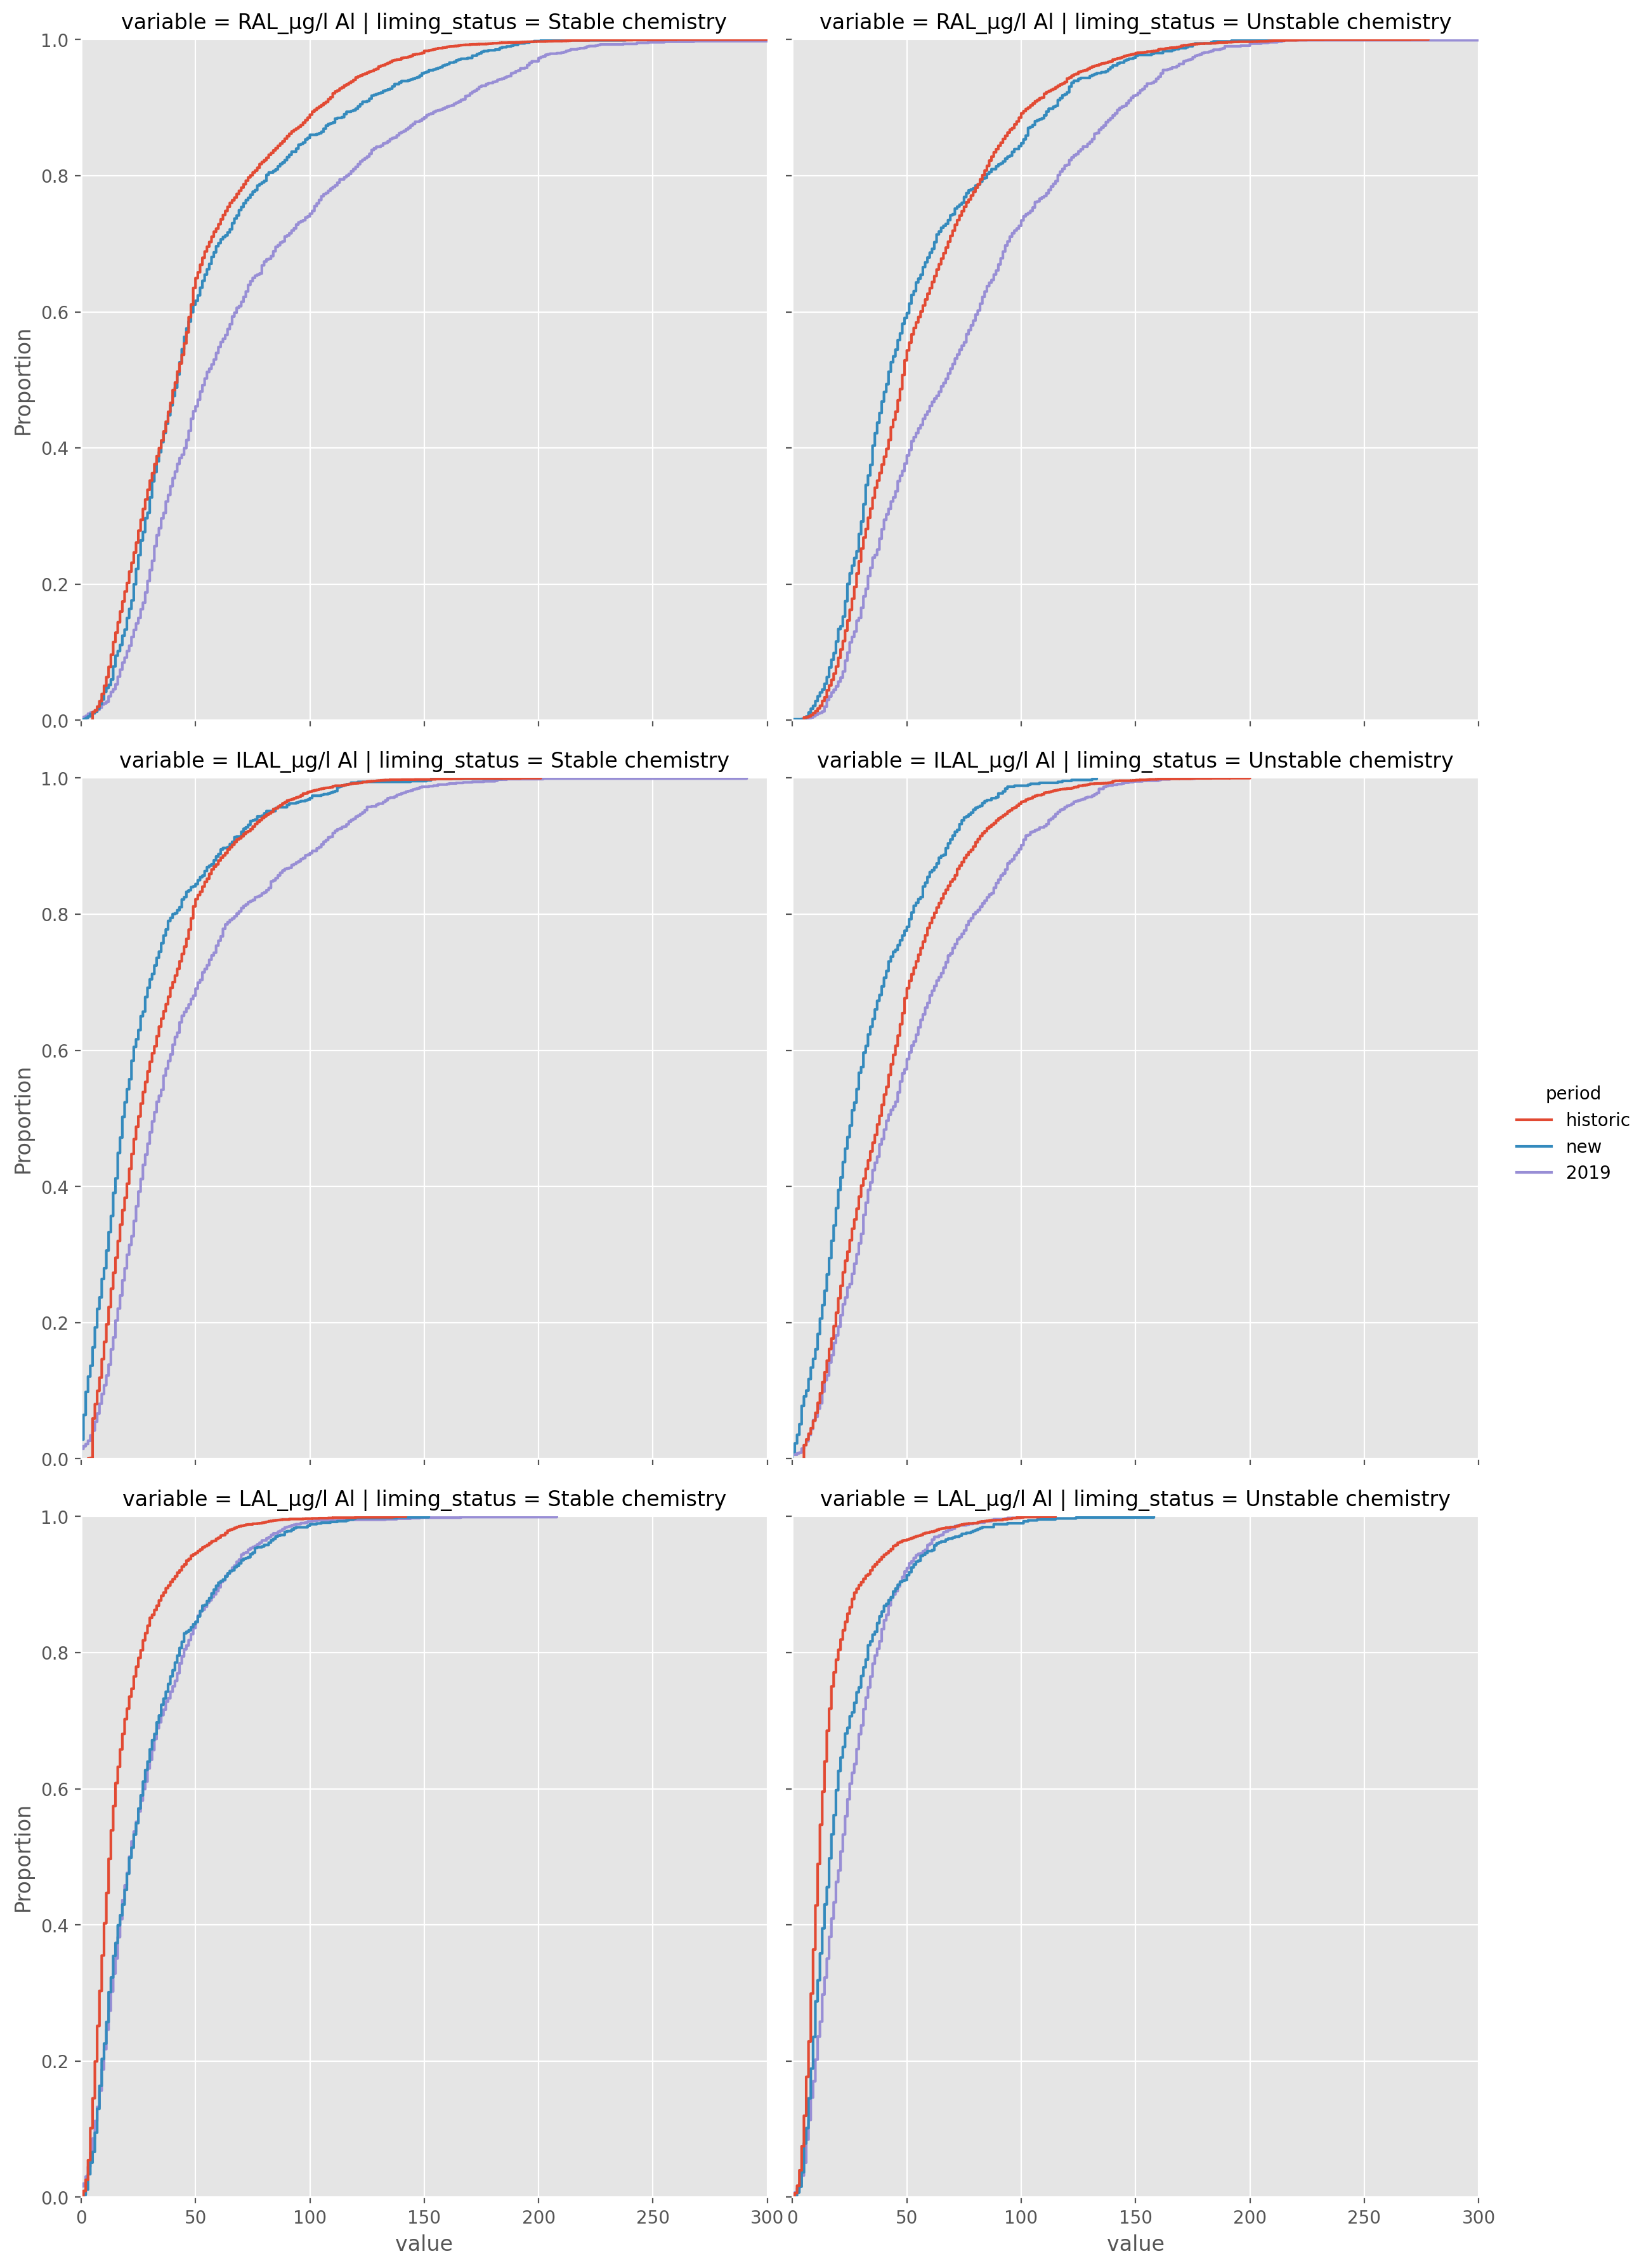 variable = RAL_µg/l Al | liming_status = Stable chemistry
variable = RAL_µg/l Al | liming_status = Unstable chemistry
1.0
0.8
0.6
0.4
0.2
0.0
Proportion
variable = ILAL_µg/l Al | liming_status = Stable chemistry
variable = ILAL_µg/l Al | liming_status = Unstable chemistry
1.0
0.8
0.6
0.4
0.2
0.0
Proportion
period
historic
new
2019
variable = LAL_µg/l Al | liming_status = Stable chemistry
variable = LAL_µg/l Al | liming_status = Unstable chemistry
1.0
0.8
0.6
0.4
0.2
0.0
Proportion
0 50 100 150 200 250 300
0 50 100 150 200 250 300
value
value